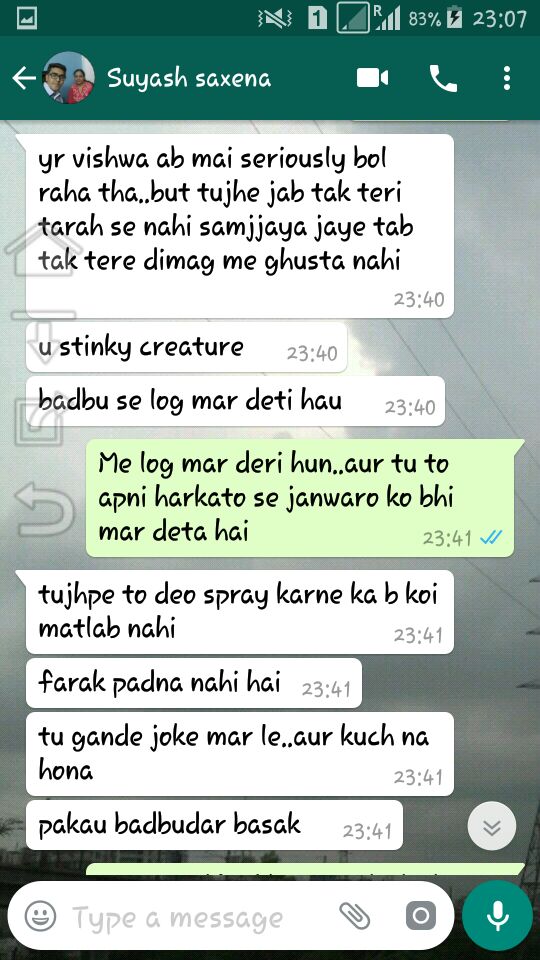 1 R 83% 23:07
Suyash saxena
yr vishwa ab mai seriously bol
raha tha..but tujhe jab tak teri
tarah se nahi samjjaya jaye tab
tak tere dimag me ghusta nahi
23:40
u stinky creature 23:40
badbu se log mar deti hau 23:40
Me log mar deri hun..aur tu to
apni harkato se janwaro ko bhi
mar deta hai 23:41
tujhpe to deo spray karne ka b koi
matlab nahi 23:41
farak padna nahi hai 23:41
tu gande joke mar le..aur kuch na
hona 23:41
pakau badbudar basak 23:41
Type a message